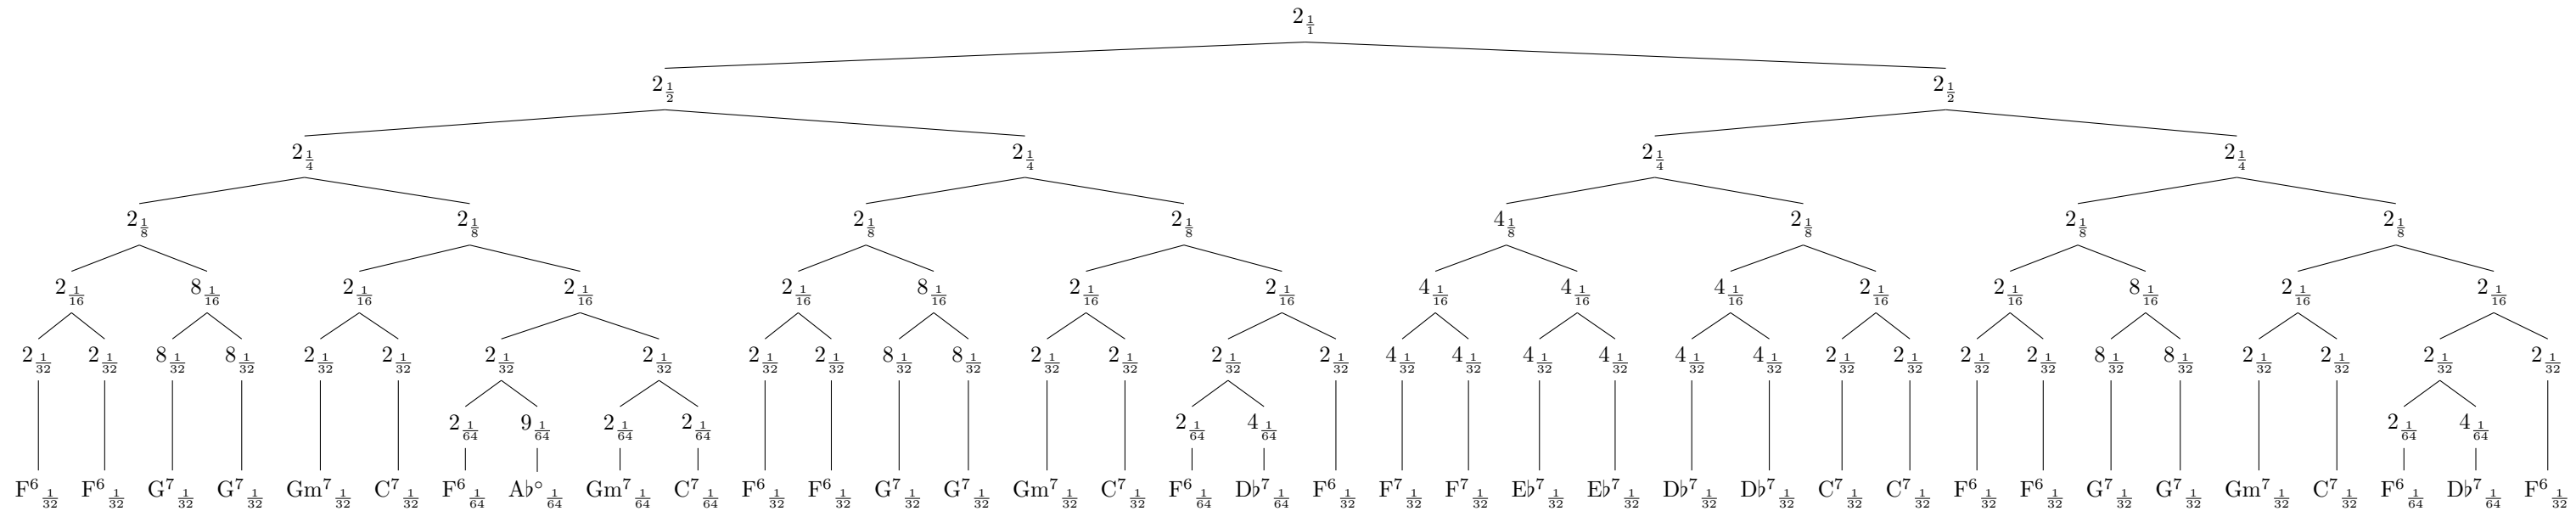 2 1/1
2 1/2 2 1/2
2 1/4 2 1/4 2 1/4 2 1/4
2 1/8 2 1/8 2 1/8 2 1/8 4 1/8 2 1/8 2 1/8 2 1/8
2 1/16 8 1/16 2 1/16 2 1/16 2 1/16 8 1/16 2 1/16 2 1/16 4 1/16 4 1/16 4 1/16 2 1/16 2 1/16 8 1/16 2 1/16 2 1/16
2 1/32 2 1/32 8 1/32 8 1/32 2 1/32 2 1/32 2 1/32 2 1/32 2 1/32 2 1/32 8 1/32 8 1/32 2 1/32 2 1/32 2 1/32 2 1/32 4 1/32 4 1/32 4 1/32 4 1/32 4 1/32 4 1/32 2 1/32 2 1/32 2 1/32 2 1/32 8 1/32 8 1/32 2 1/32 2 1/32 2 1/32 2 1/32
2 1/64 9 1/64 2 1/64 2 1/64 2 1/64 4 1/64 2 1/64 4 1/64
F⁶ 1/32 F⁶ 1/32 G⁷ 1/32 G⁷ 1/32 Gm⁷ 1/32 C⁷ 1/32 F⁶ 1/64 A♭° 1/64 Gm⁷ 1/64 C⁷ 1/64 F⁶ 1/32 F⁶ 1/32 G⁷ 1/32 G⁷ 1/32 Gm⁷ 1/32 C⁷ 1/32 F⁶ 1/64 D♭⁷ 1/64 F⁶ 1/32 F⁷ 1/32 F⁷ 1/32 E♭⁷ 1/32 E♭⁷ 1/32 D♭⁷ 1/32 D♭⁷ 1/32 C⁷ 1/32 C⁷ 1/32 F⁶ 1/32 F⁶ 1/32 G⁷ 1/32 G⁷ 1/32 Gm⁷ 1/32 C⁷ 1/32 F⁶ 1/64 D♭⁷ 1/64 F⁶ 1/32